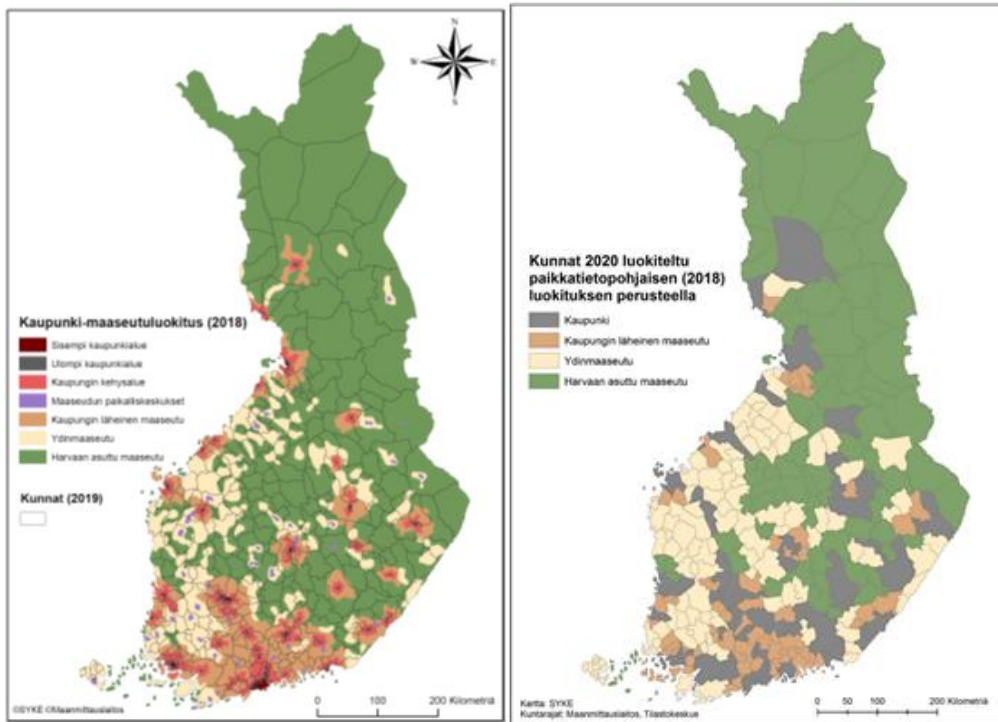 N
W
E
S
Kaupunki-maaseutuluokitus (2018)
Sisempi kaupunkialue
Ulompi kaupunkialue
Kaupungin kehysalue
Maaseudun paikalliskeskukset
Kaupungin läheinen maaseutu
Ydinmaaseutu
Harvaan asuttu maaseutu
Kunnat (2019)
0 100 200 Kilometriä
©SYKE ©Maanmittauslaitos
Kunnat 2020 luokiteltu
paikkatietopohjaisen (2018)
luokituksen perusteella
Kaupunki
Kaupungin läheinen maaseutu
Ydinmaaseutu
Harvaan asuttu maaseutu
Kartta: SYKE
Kuntarajat: Maanmittauslaitos, Tilastokeskus
0 50 100 200 Kilometriä